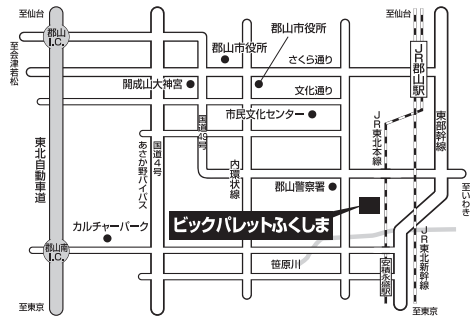 至仙台
至仙台
郡山I.C.
至会津若松
郡山市役所
郡山市役所
さくら通り
JR郡山駅
開成山大神宮
文化通り
市民文化センター
国道49号
JR東北本線
東部幹線
東北自動車道
あさか野バイパス
国道4号
内環状線
郡山警察署
至いわき
カルチャーパーク
ビックパレットふくしま
郡山南I.C.
笹原川
安積永盛駅
JR東北新幹線
至東京
至東京